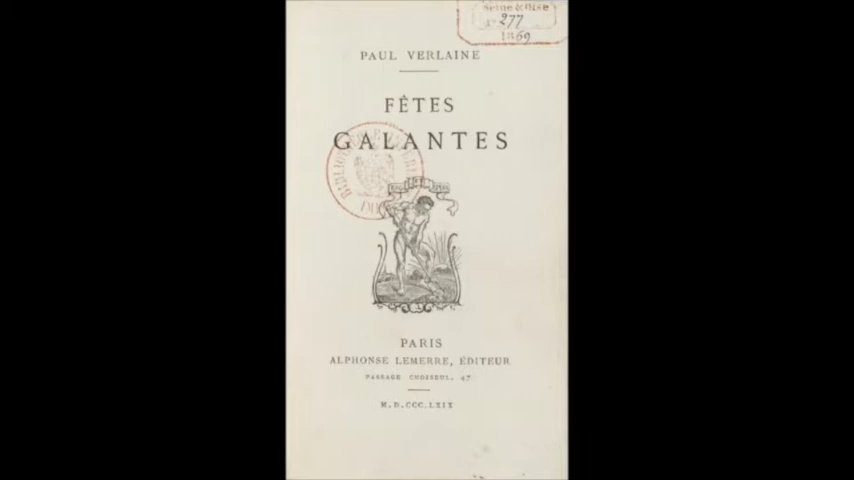 Seine & Oise
N° 277
1869
PAUL VERLAINE
FÊTES
GALANTES
PARIS
ALPHONSE LEMERRE, ÉDITEUR
PASSAGE CHOISEUL, 47
M. D. CCC. LXIX